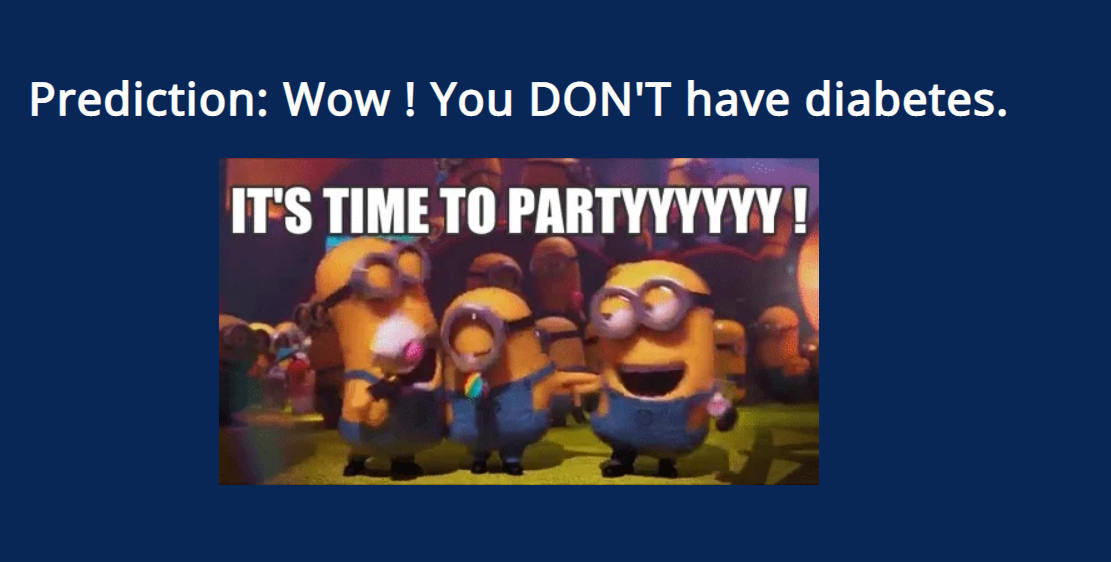 Prediction: Wow ! You DON'T have diabetes.
IT'S TIME TO PARTYYYYYY !